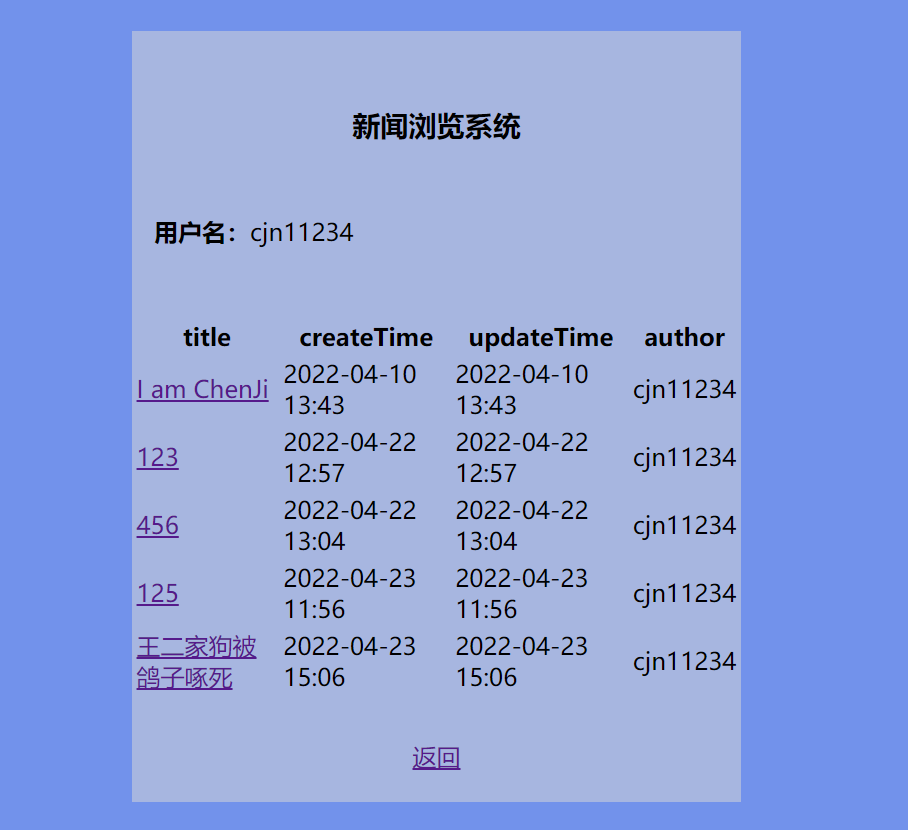 新闻浏览系统
用户名：cjn11234
title createTime updateTime author
I am ChenJi 2022-04-10 13:43 2022-04-10 13:43 cjn11234
123 2022-04-22 12:57 2022-04-22 12:57 cjn11234
456 2022-04-22 13:04 2022-04-22 13:04 cjn11234
125 2022-04-23 11:56 2022-04-23 11:56 cjn11234
王二家狗被鸽子啄死 2022-04-23 15:06 2022-04-23 15:06 cjn11234
返回